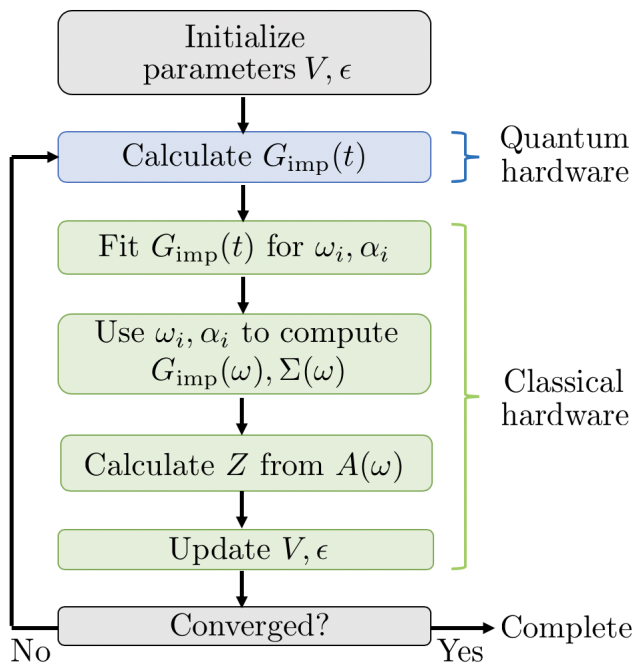 Initialize
parameters V, ϵ
Calculate G_imp(t)
Quantum
hardware
Fit G_imp(t) for ω_i, α_i
Use ω_i, α_i to compute
G_imp(ω), Σ(ω)
Classical
hardware
Calculate Z from A(ω)
Update V, ϵ
Converged?
Complete
No
Yes